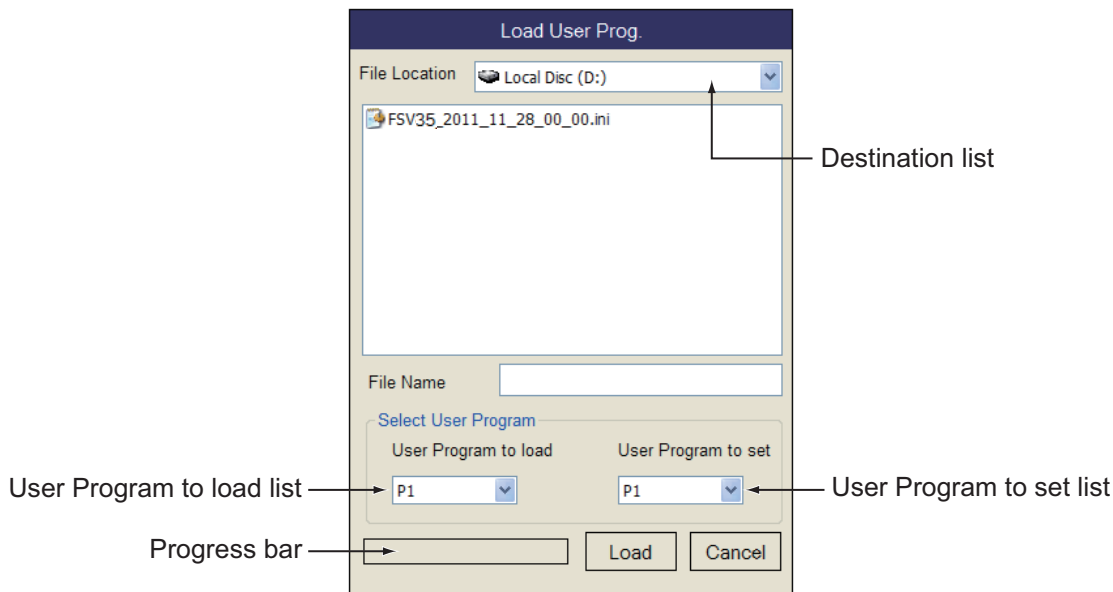 Load User Prog.
File Location
Local Disc (D:)
FSV35_2011_11_28_00_00.ini
Destination list
File Name
Select User Program
User Program to load
User Program to set
User Program to load list
P1
P1
User Program to set list
Progress bar
Load
Cancel